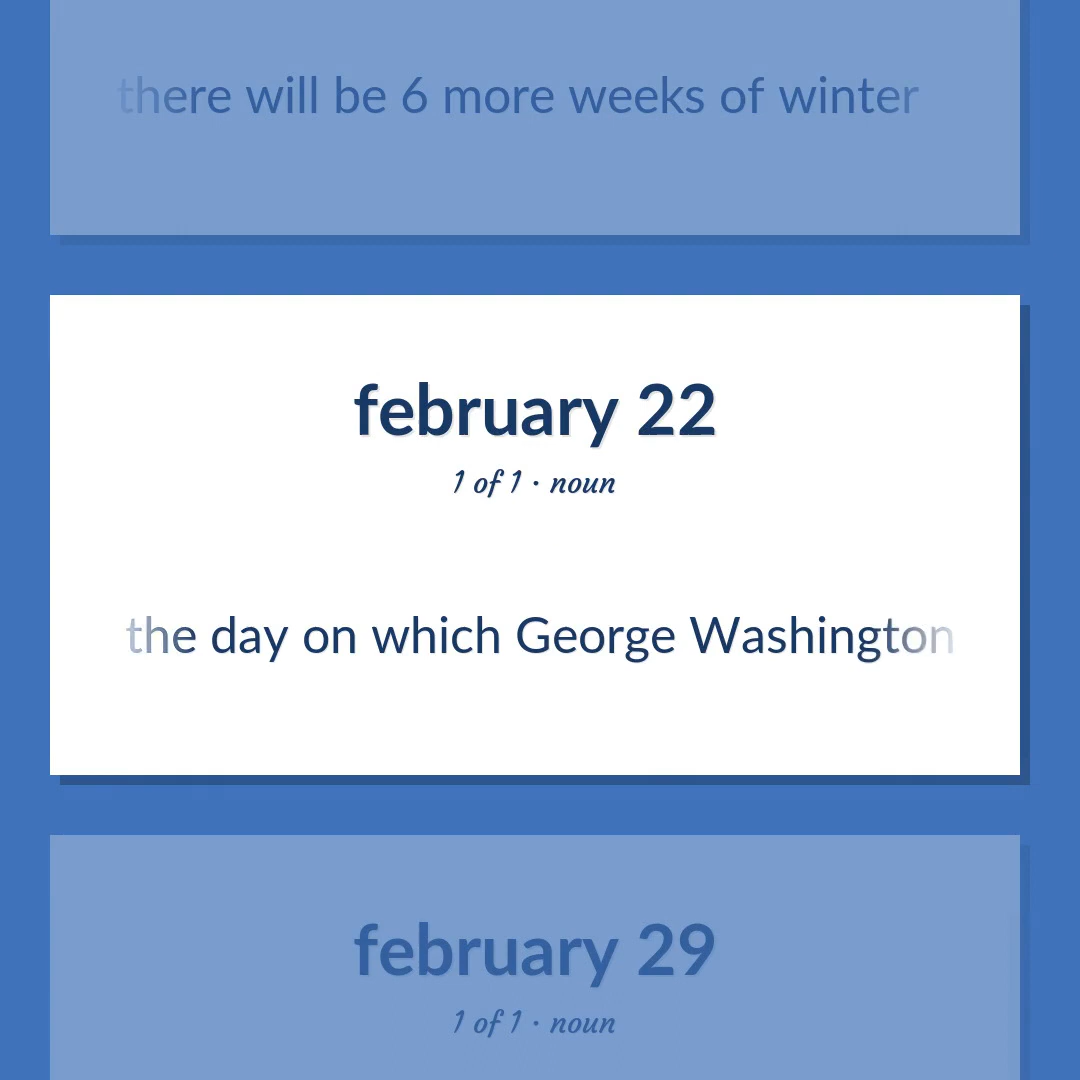 there will be 6 more weeks of winter
february 22
1 of 1 · noun
the day on which George Washington
february 29
1 of 1 · noun